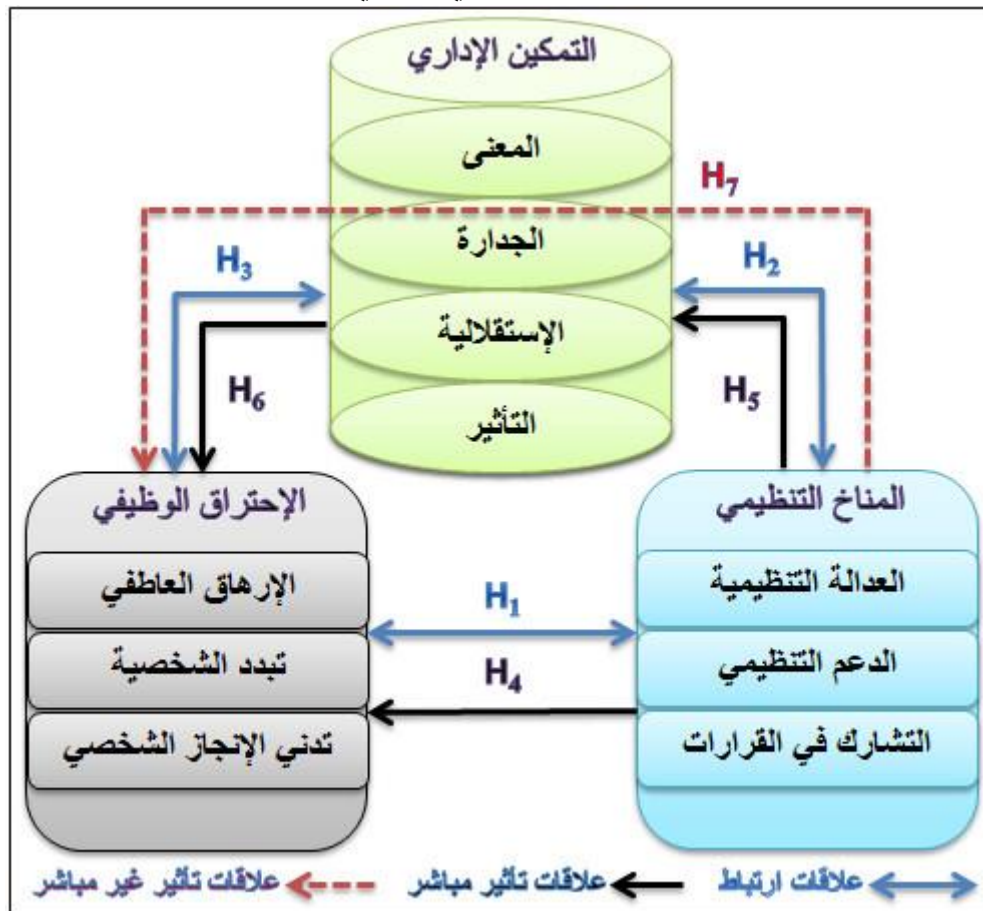 التمكين الإداري
المعنى
H7
الجدارة
H3
H2
الإستقلالية
H6
H5
التأثير
المناخ التنظيمي
العدالة التنظيمية
الدعم التنظيمي
التشارك في القرارات
الإحتراق الوظيفي
الإرهاق العاطفي
تبدد الشخصية
تدني الإنجاز الشخصي
H1
H4
علاقات ارتباط
علاقات تأثير مباشر
علاقات تأثير غير مباشر